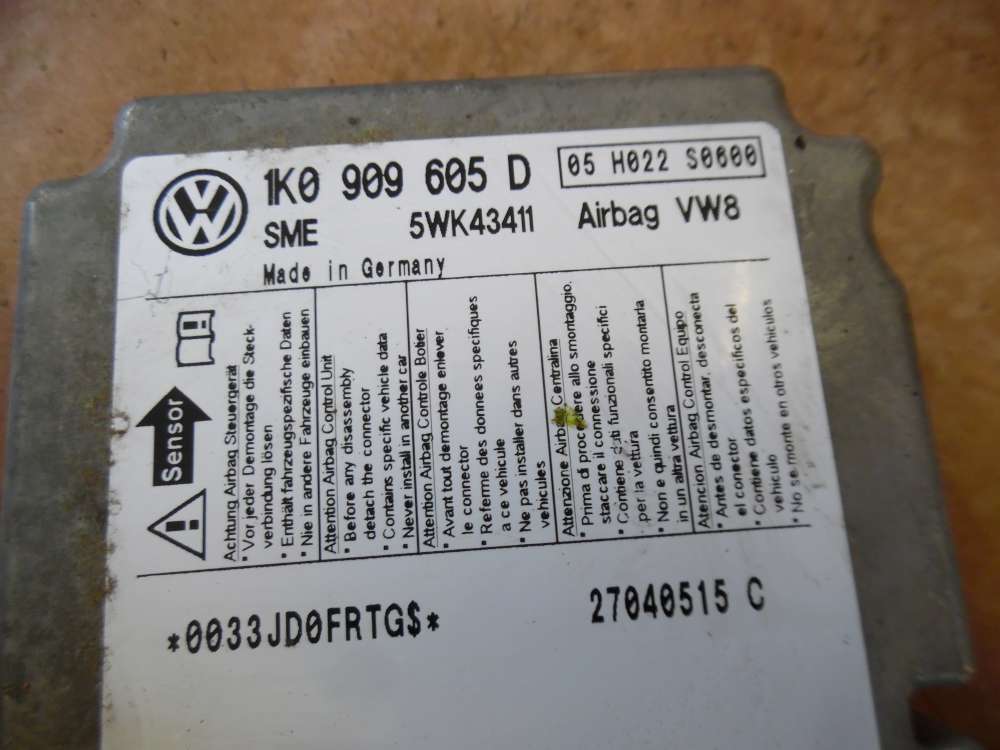 1K0 909 605 D
05 H022 S0600
SME 5WK43411 Airbag VW8
Made in Germany
Sensor
Achtung Airbag Steuergerät
• Vor jeder Demontage die Steck-
verbindung lösen
• Enthält fahrzeugspezifische Daten
• Nie in andere Fahrzeuge einbauen
Attention Airbag Control Unit
• Before any disassembly
detach the connector
• Contains specific vehicle data
• Never install in another car
Attention Airbag Controle Boîtier
• Avant tout demontage enlever
le connector
• Referme des donnees specifiques
a ce vehicule
• Ne pas installer dans autres
vehicules
Attenzione Airbag Centralina
• Prima di procedere allo smontaggio,
staccare il connessione
• Contiene dati funzionali specifici
per la vettura
• Non e quindi consentito montarla
in un altra vettura
Atencion Airbag Control Equipo
• Antes de desmontar, desconecta
el conector
• Contiene datos especificos del
vehiculo
• No se monte en otros vehiculos
*0033JD0FRTG$*
27040515 C